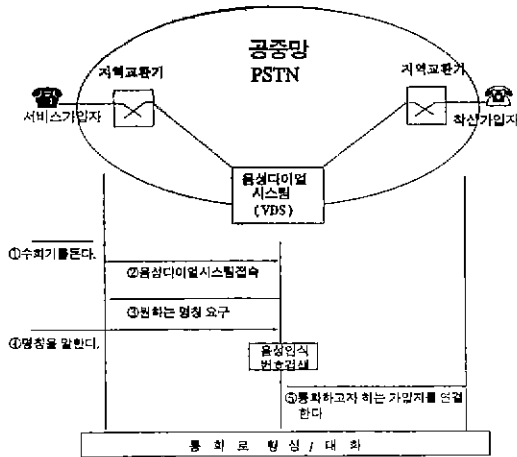 공중망
PSTN
지역교환기
지역교환기
서비스가입자
착신가입자
음성다이얼
시스템
(VDS)
①수화기를든다.
②음성다이얼시스템접속
③원하는 명칭 요구
④명칭을 말한다.
음성인식
번호검색
⑤통화하고자 하는 가입자를 연결
한다
통 화 로 형 성 / 대 화